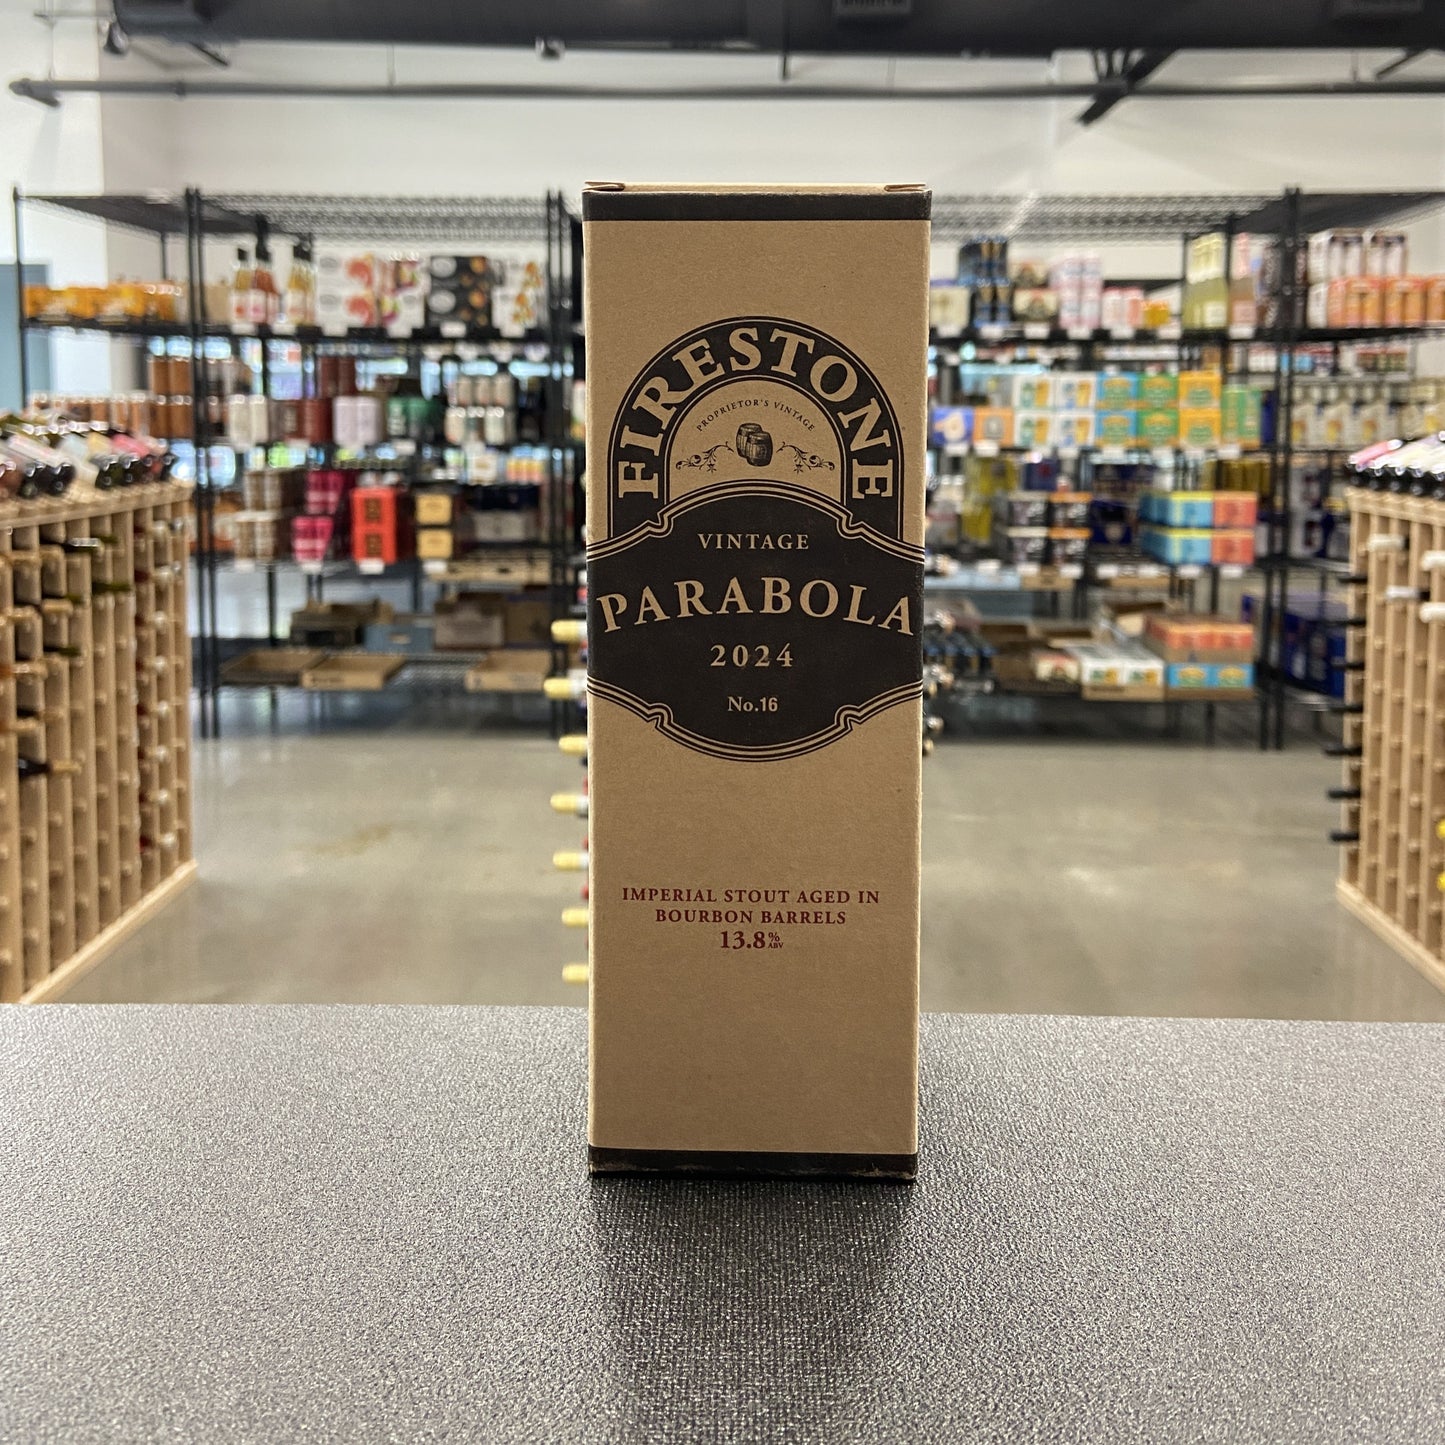 FIRESTONE
PROPRIETOR'S VINTAGE
VINTAGE
PARABOLA
2024
No.16
IMPERIAL STOUT AGED IN
BOURBON BARRELS
13.8% ABV